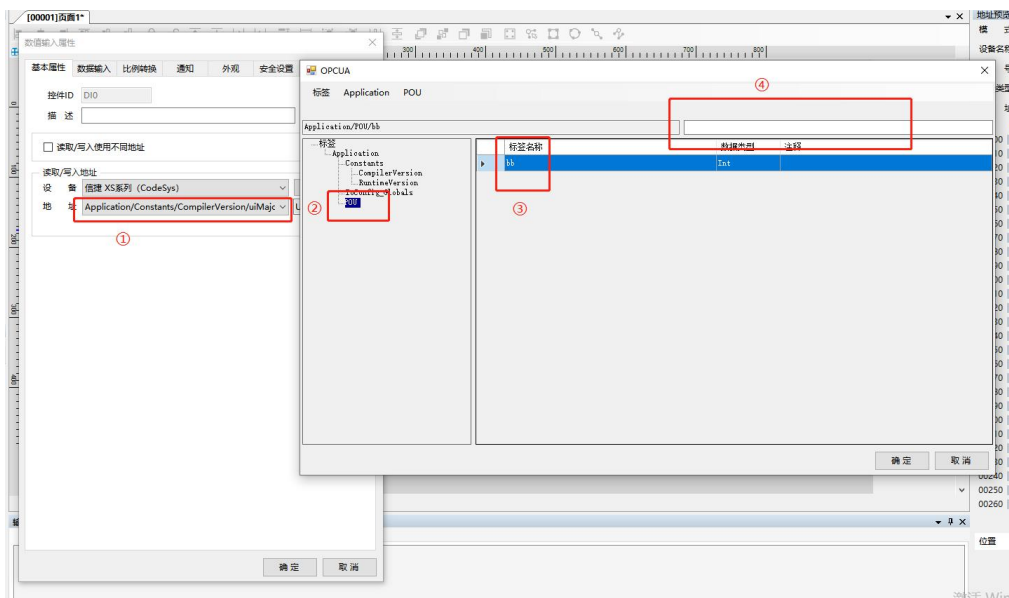 [00001]页面1*
地址预览
数值输入属性
300 400 500 600 700 800
设备名称
基本属性 数据输入 比例转换 通知 外观 安全设置
OPCUA
控件ID DI0
标签 Application POU
④
描 述
Application/POU/bb
读取/写入使用不同地址
标签
标签名称 数据类型 注释
Application
bb Int
Constants
CompilerVersion
读取/写入地址
RuntimeVersion
设 备 信捷 XS系列（CodeSys）
IoConfig_Globals
地 址 Application/Constants/CompilerVersion/uiMajc
② POU
③
①
确 定 取 消
00240
00250
00260
位置
确 定 取 消